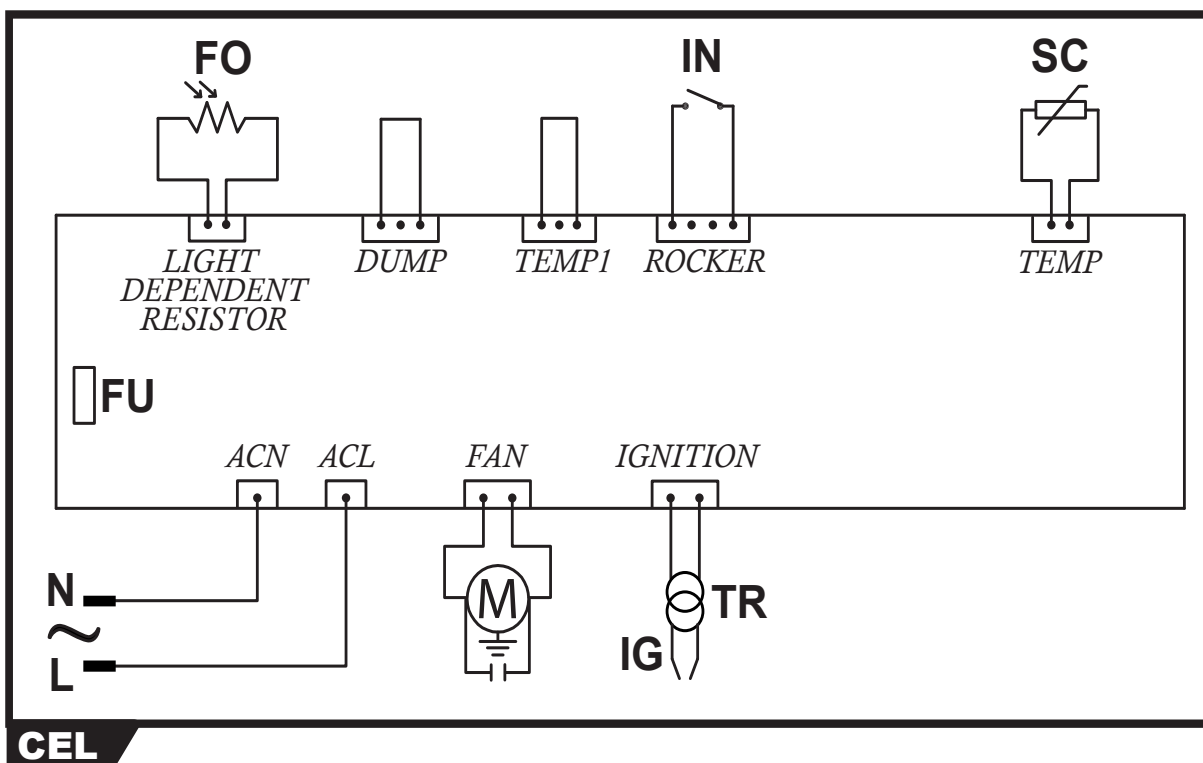 FO
IN
SC
LIGHT
DEPENDENT
RESISTOR
DUMP
TEMP1
ROCKER
TEMP
FU
ACN
ACL
FAN
IGNITION
N
~
L
M
TR
IG
CEL